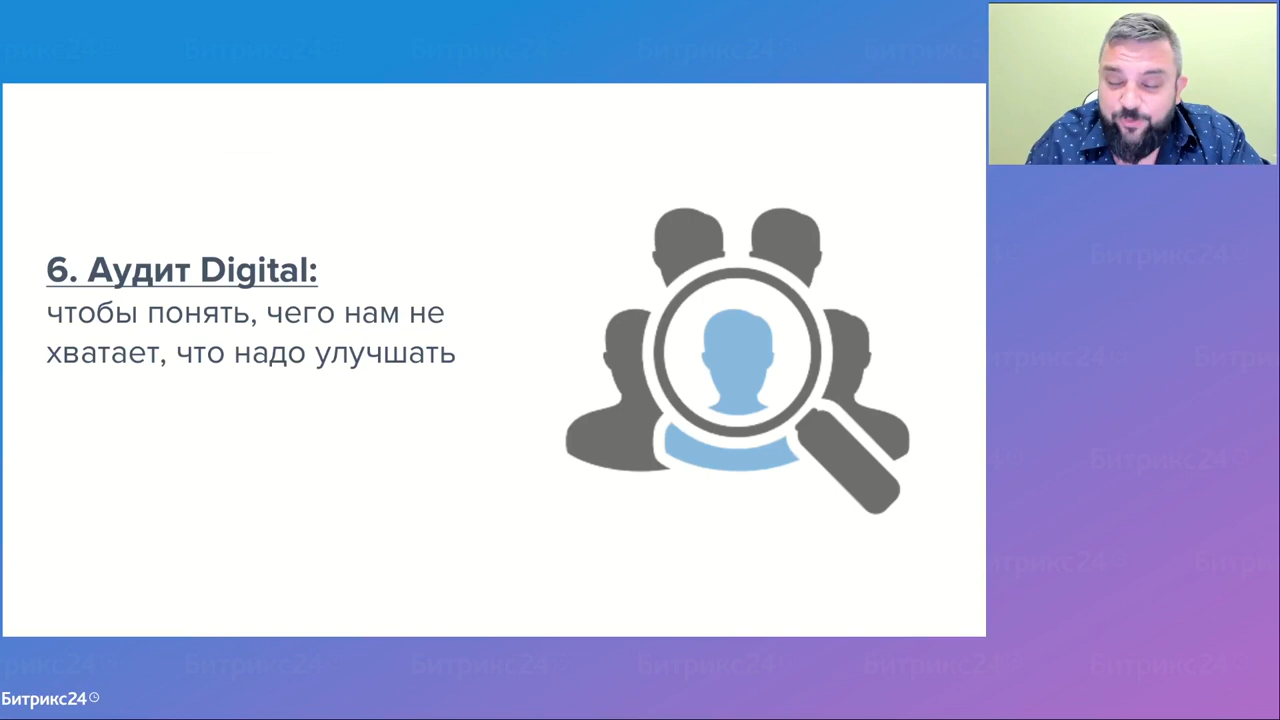 6. Аудит Digital:
чтобы понять, чего нам не
хватает, что надо улучшать
Битрикс24